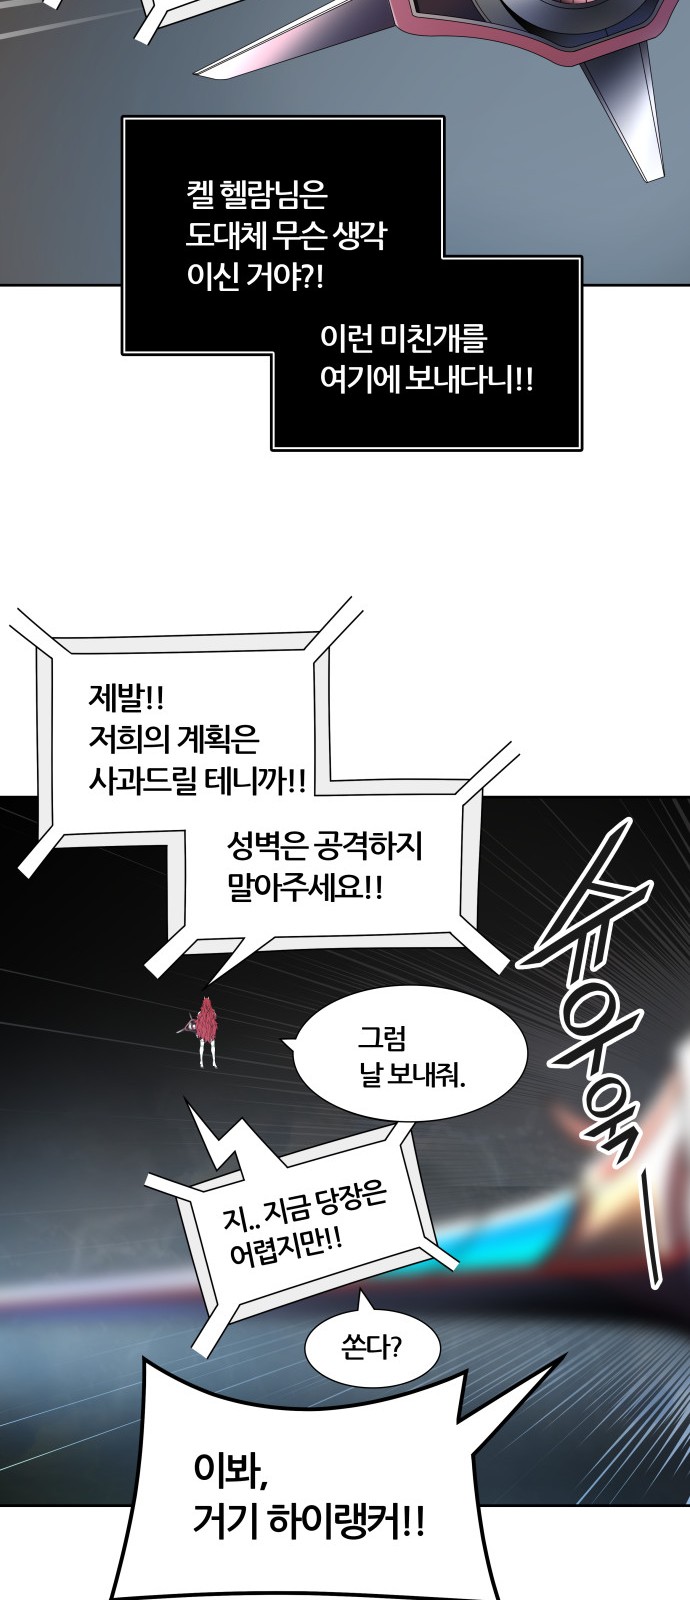 켈 헬람님은
도대체 무슨 생각
이신 거야?!
이런 미친개를
여기에 보내다니!!
제발!!
저희의 계획은
사과드릴 테니까!!
성벽은 공격하지
말아주세요!!
그럼
날 보내줘.
슈아욱
지.. 지금 당장은
어렵지만!!
쏜다?
이봐,
거기 하이랭커!!